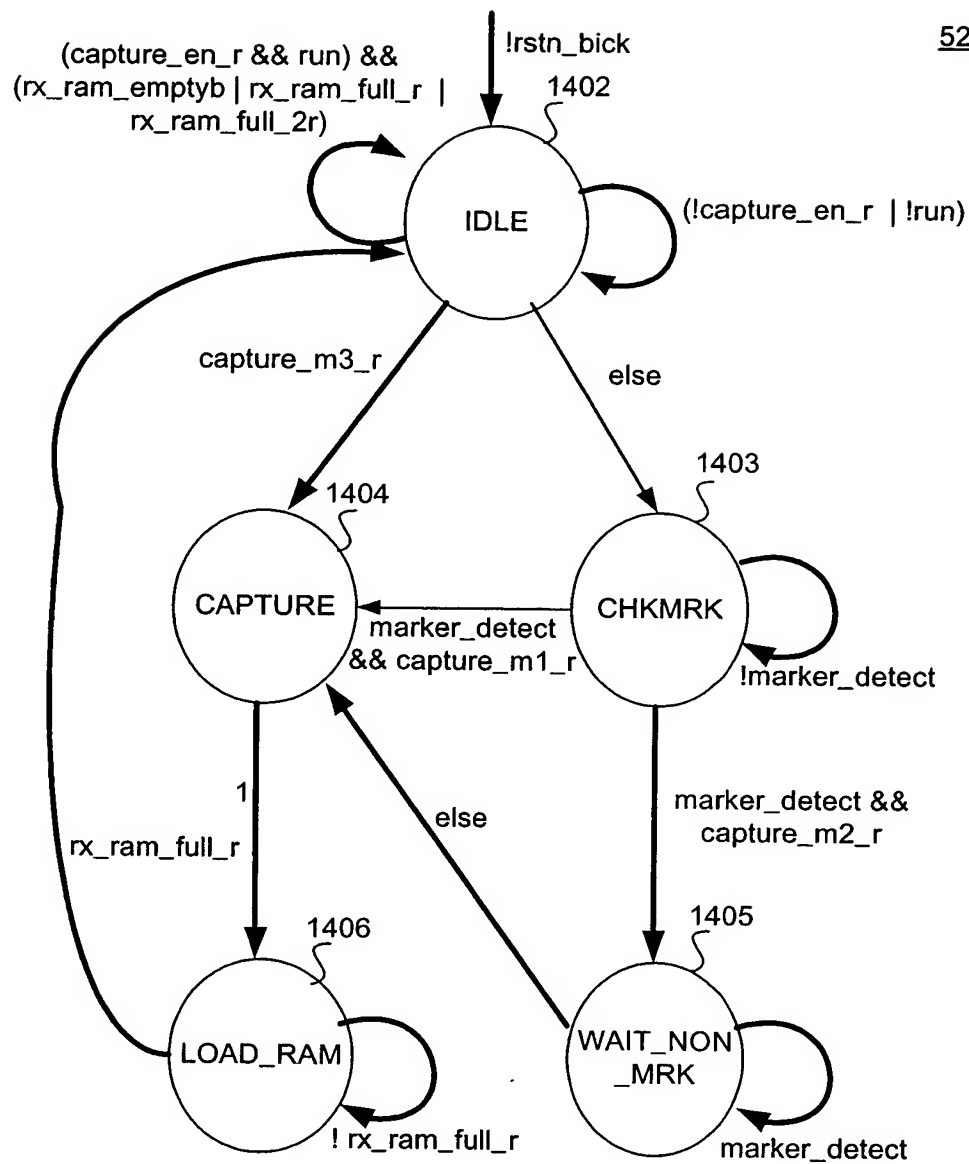 !rstn_bick
52
(capture_en_r && run) &&
(rx_ram_emptyb | rx_ram_full_r |
rx_ram_full_2r)
1402
IDLE
(!capture_en_r | !run)
capture_m3_r
else
1404
1403
CAPTURE
CHKMRK
marker_detect
&& capture_m1_r
!marker_detect
1
rx_ram_full_r
else
marker_detect &&
capture_m2_r
1406
1405
LOAD_RAM
WAIT_NON
_MRK
! rx_ram_full_r
marker_detect